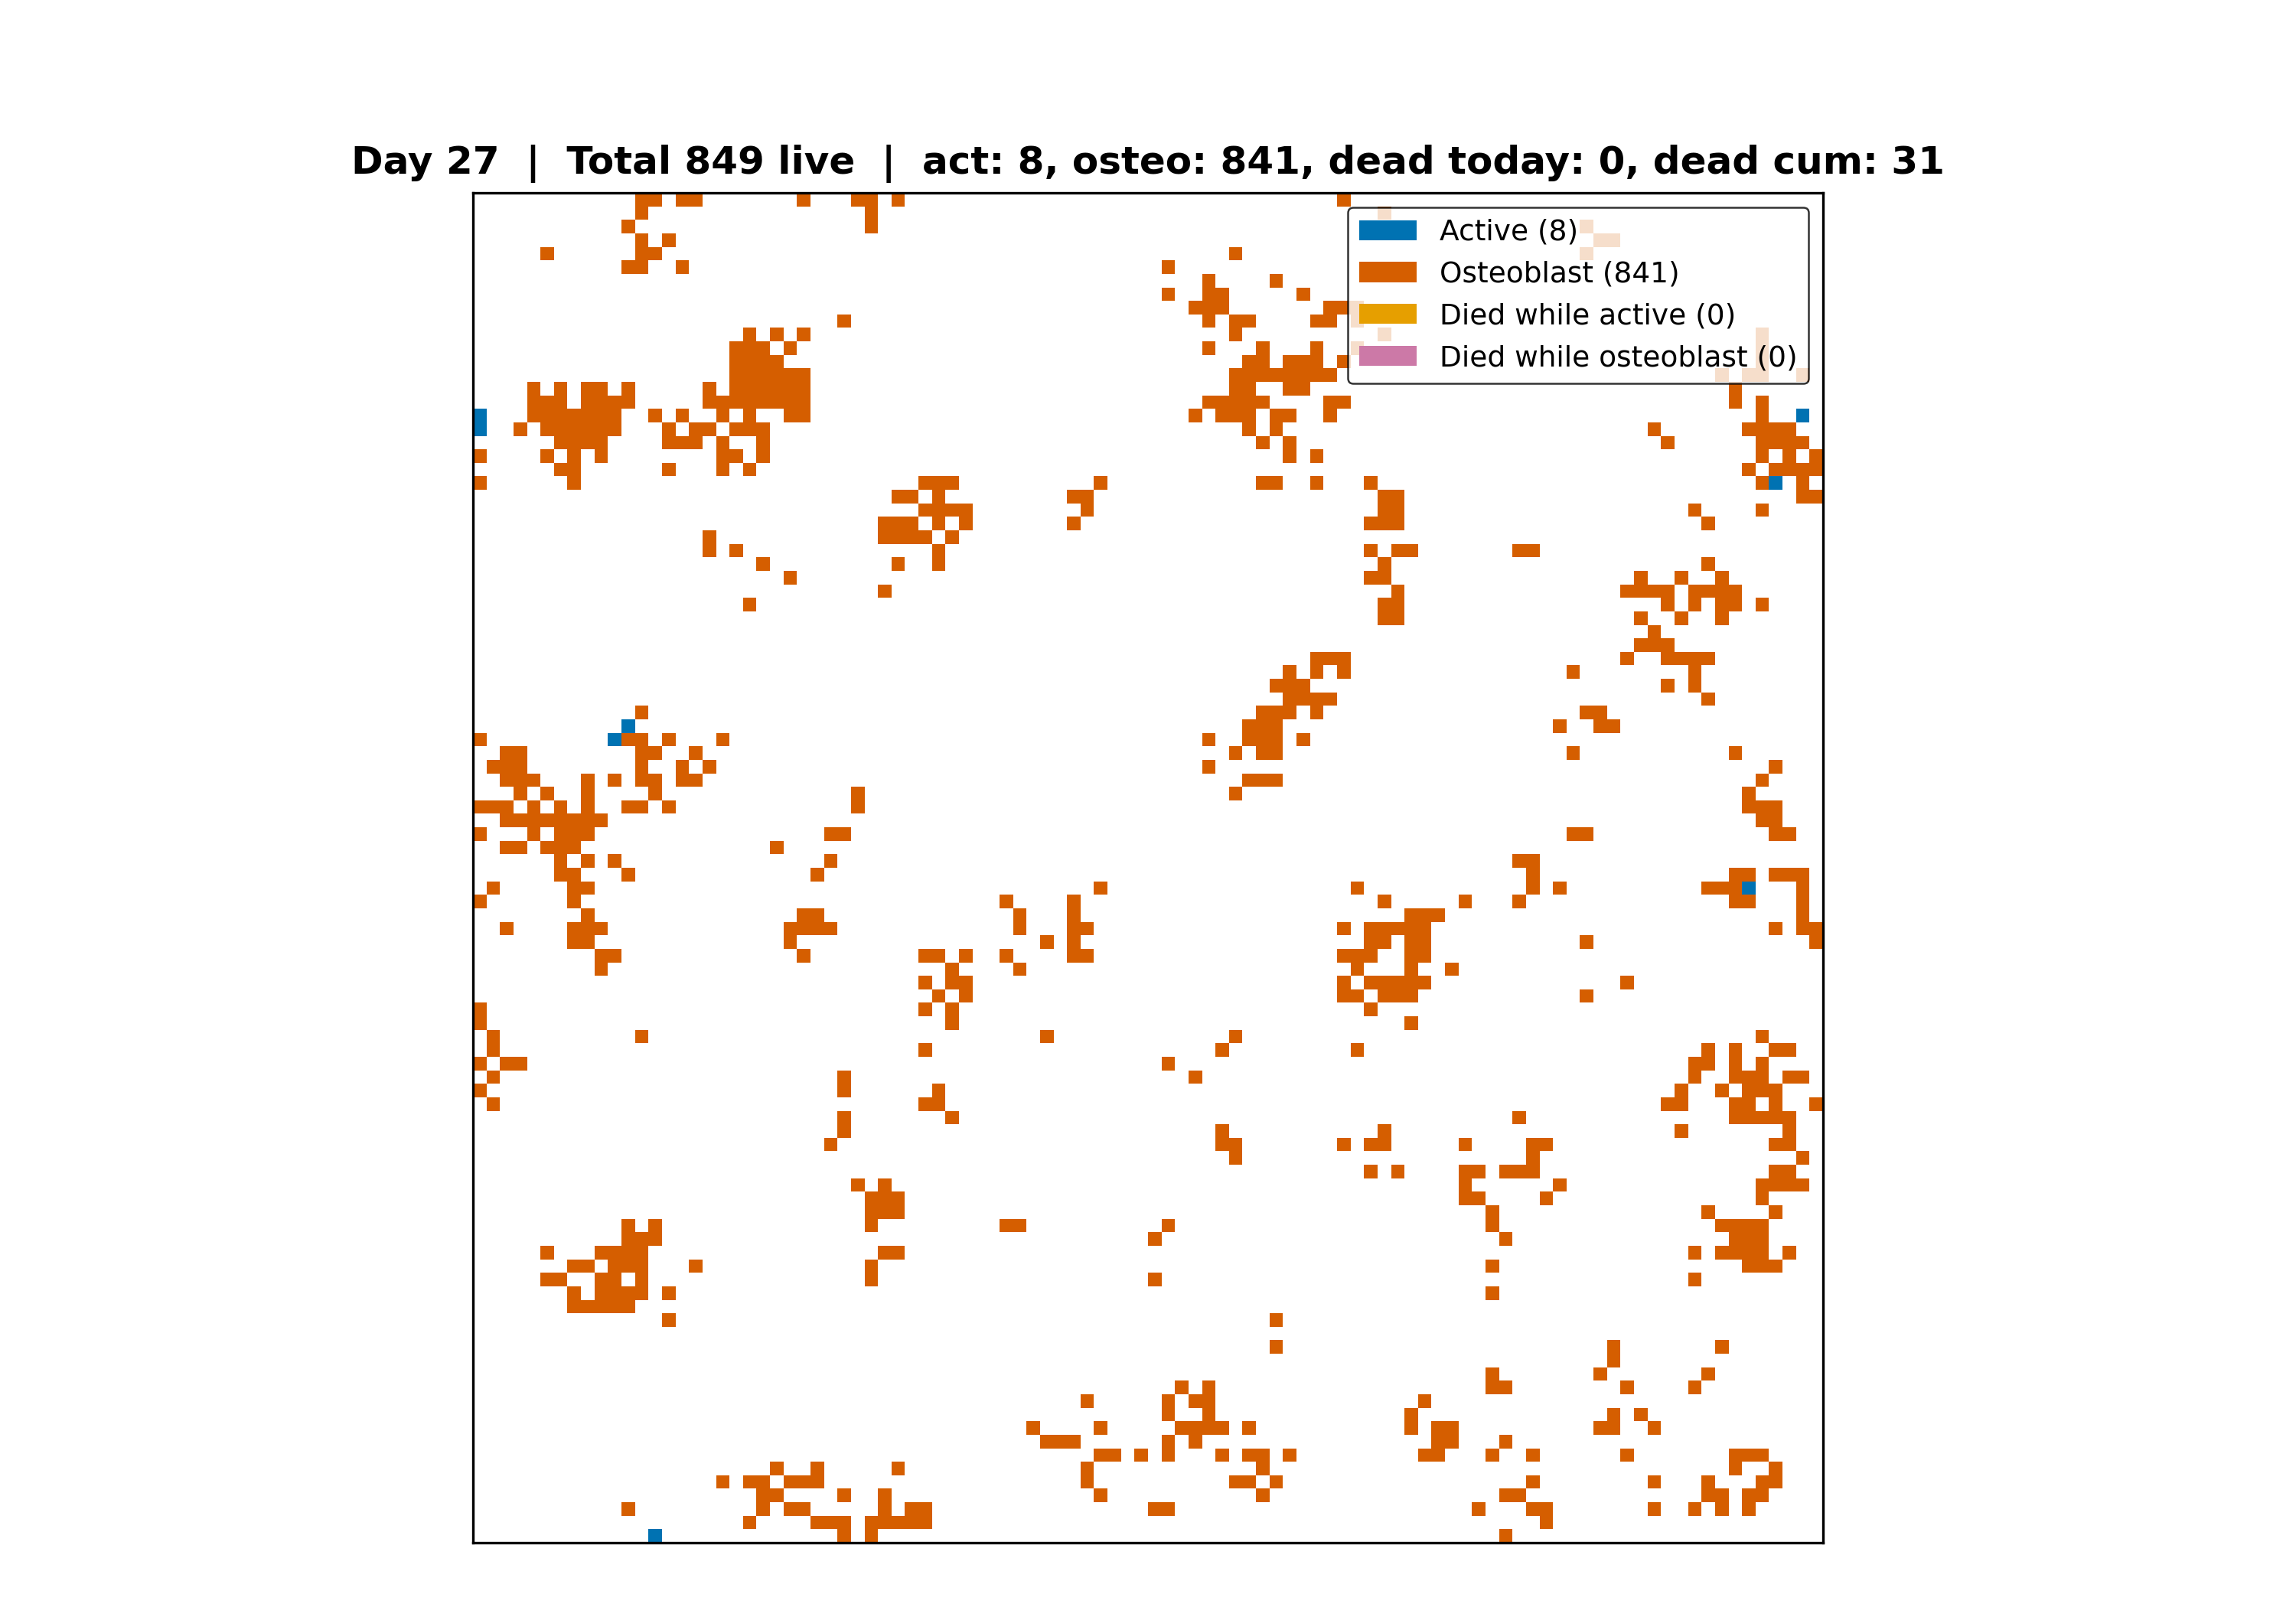 Day 27 | Total 849 live | act: 8, osteo: 841, dead today: 0, dead cum: 31
Active (8)
Osteoblast (841)
Died while active (0)
Died while osteoblast (0)